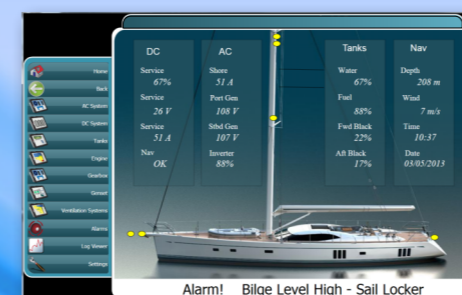 Home
Back
AC System
DC System
Tanks
Engine
Gearbox
Genset
Ventilation Systems
Alarms
Log Viewer
Settings
DC
Service
67%
Service
26 V
Service
51 A
Nav
OK
AC
Shore
51 A
Port Gen
108 V
Stbd Gen
107 V
Inverter
88%
Tanks
Water
67%
Fuel
88%
Fwd Black
22%
Aft Black
17%
Nav
Depth
208 m
Wind
7 m/s
Time
10:37
Date
03/05/2013
Alarm! Bilge Level High - Sail Locker